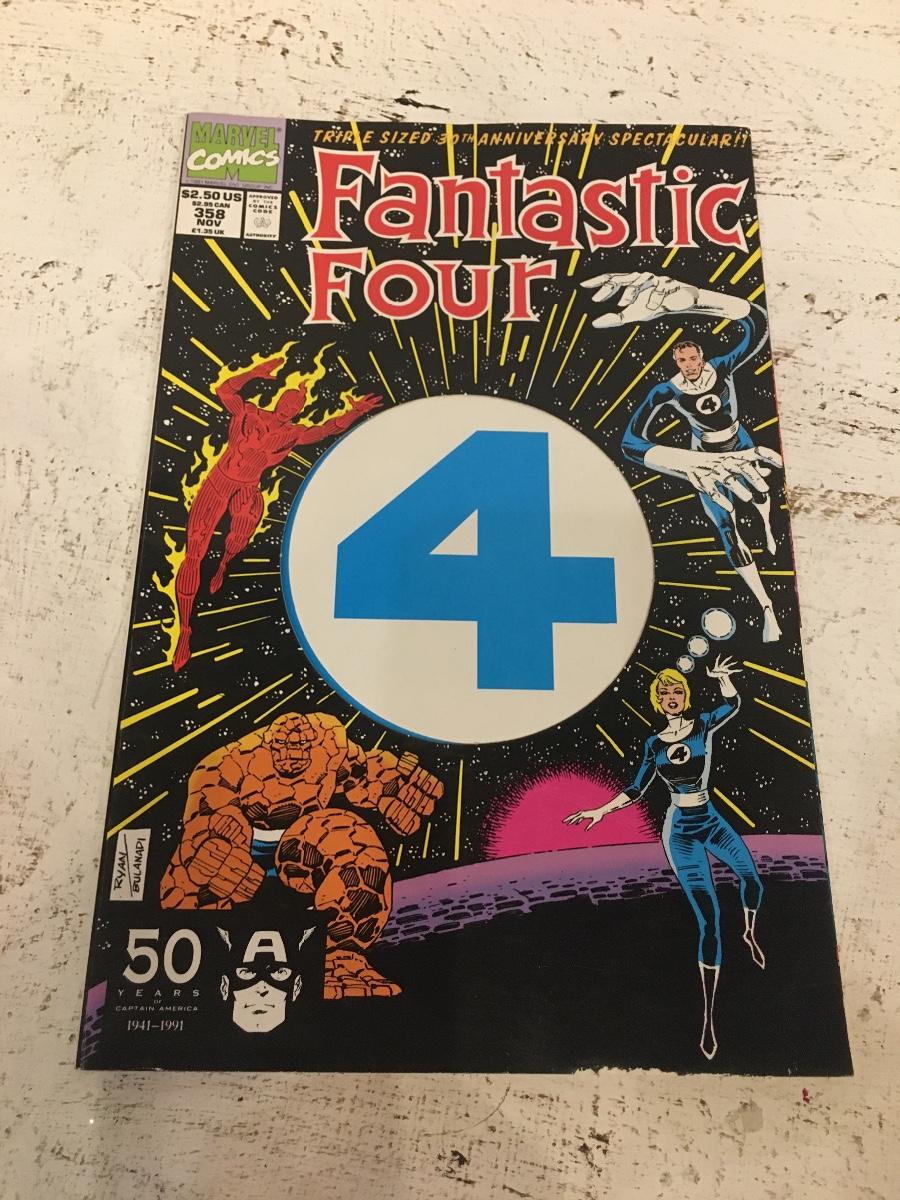 MARVEL®
COMICS
M
TRIPLE SIZED 30TH ANNIVERSARY SPECTACULAR!!
Fantastic
Four
$2.50 US
$2.95 CAN
358
NOV
£1.35 UK
APPROVED
BY THE
COMICS
CODE
AUTHORITY
4
4
4
RYAN
BULANADI
50
YEARS
OF
CAPTAIN AMERICA
1941–1991
A